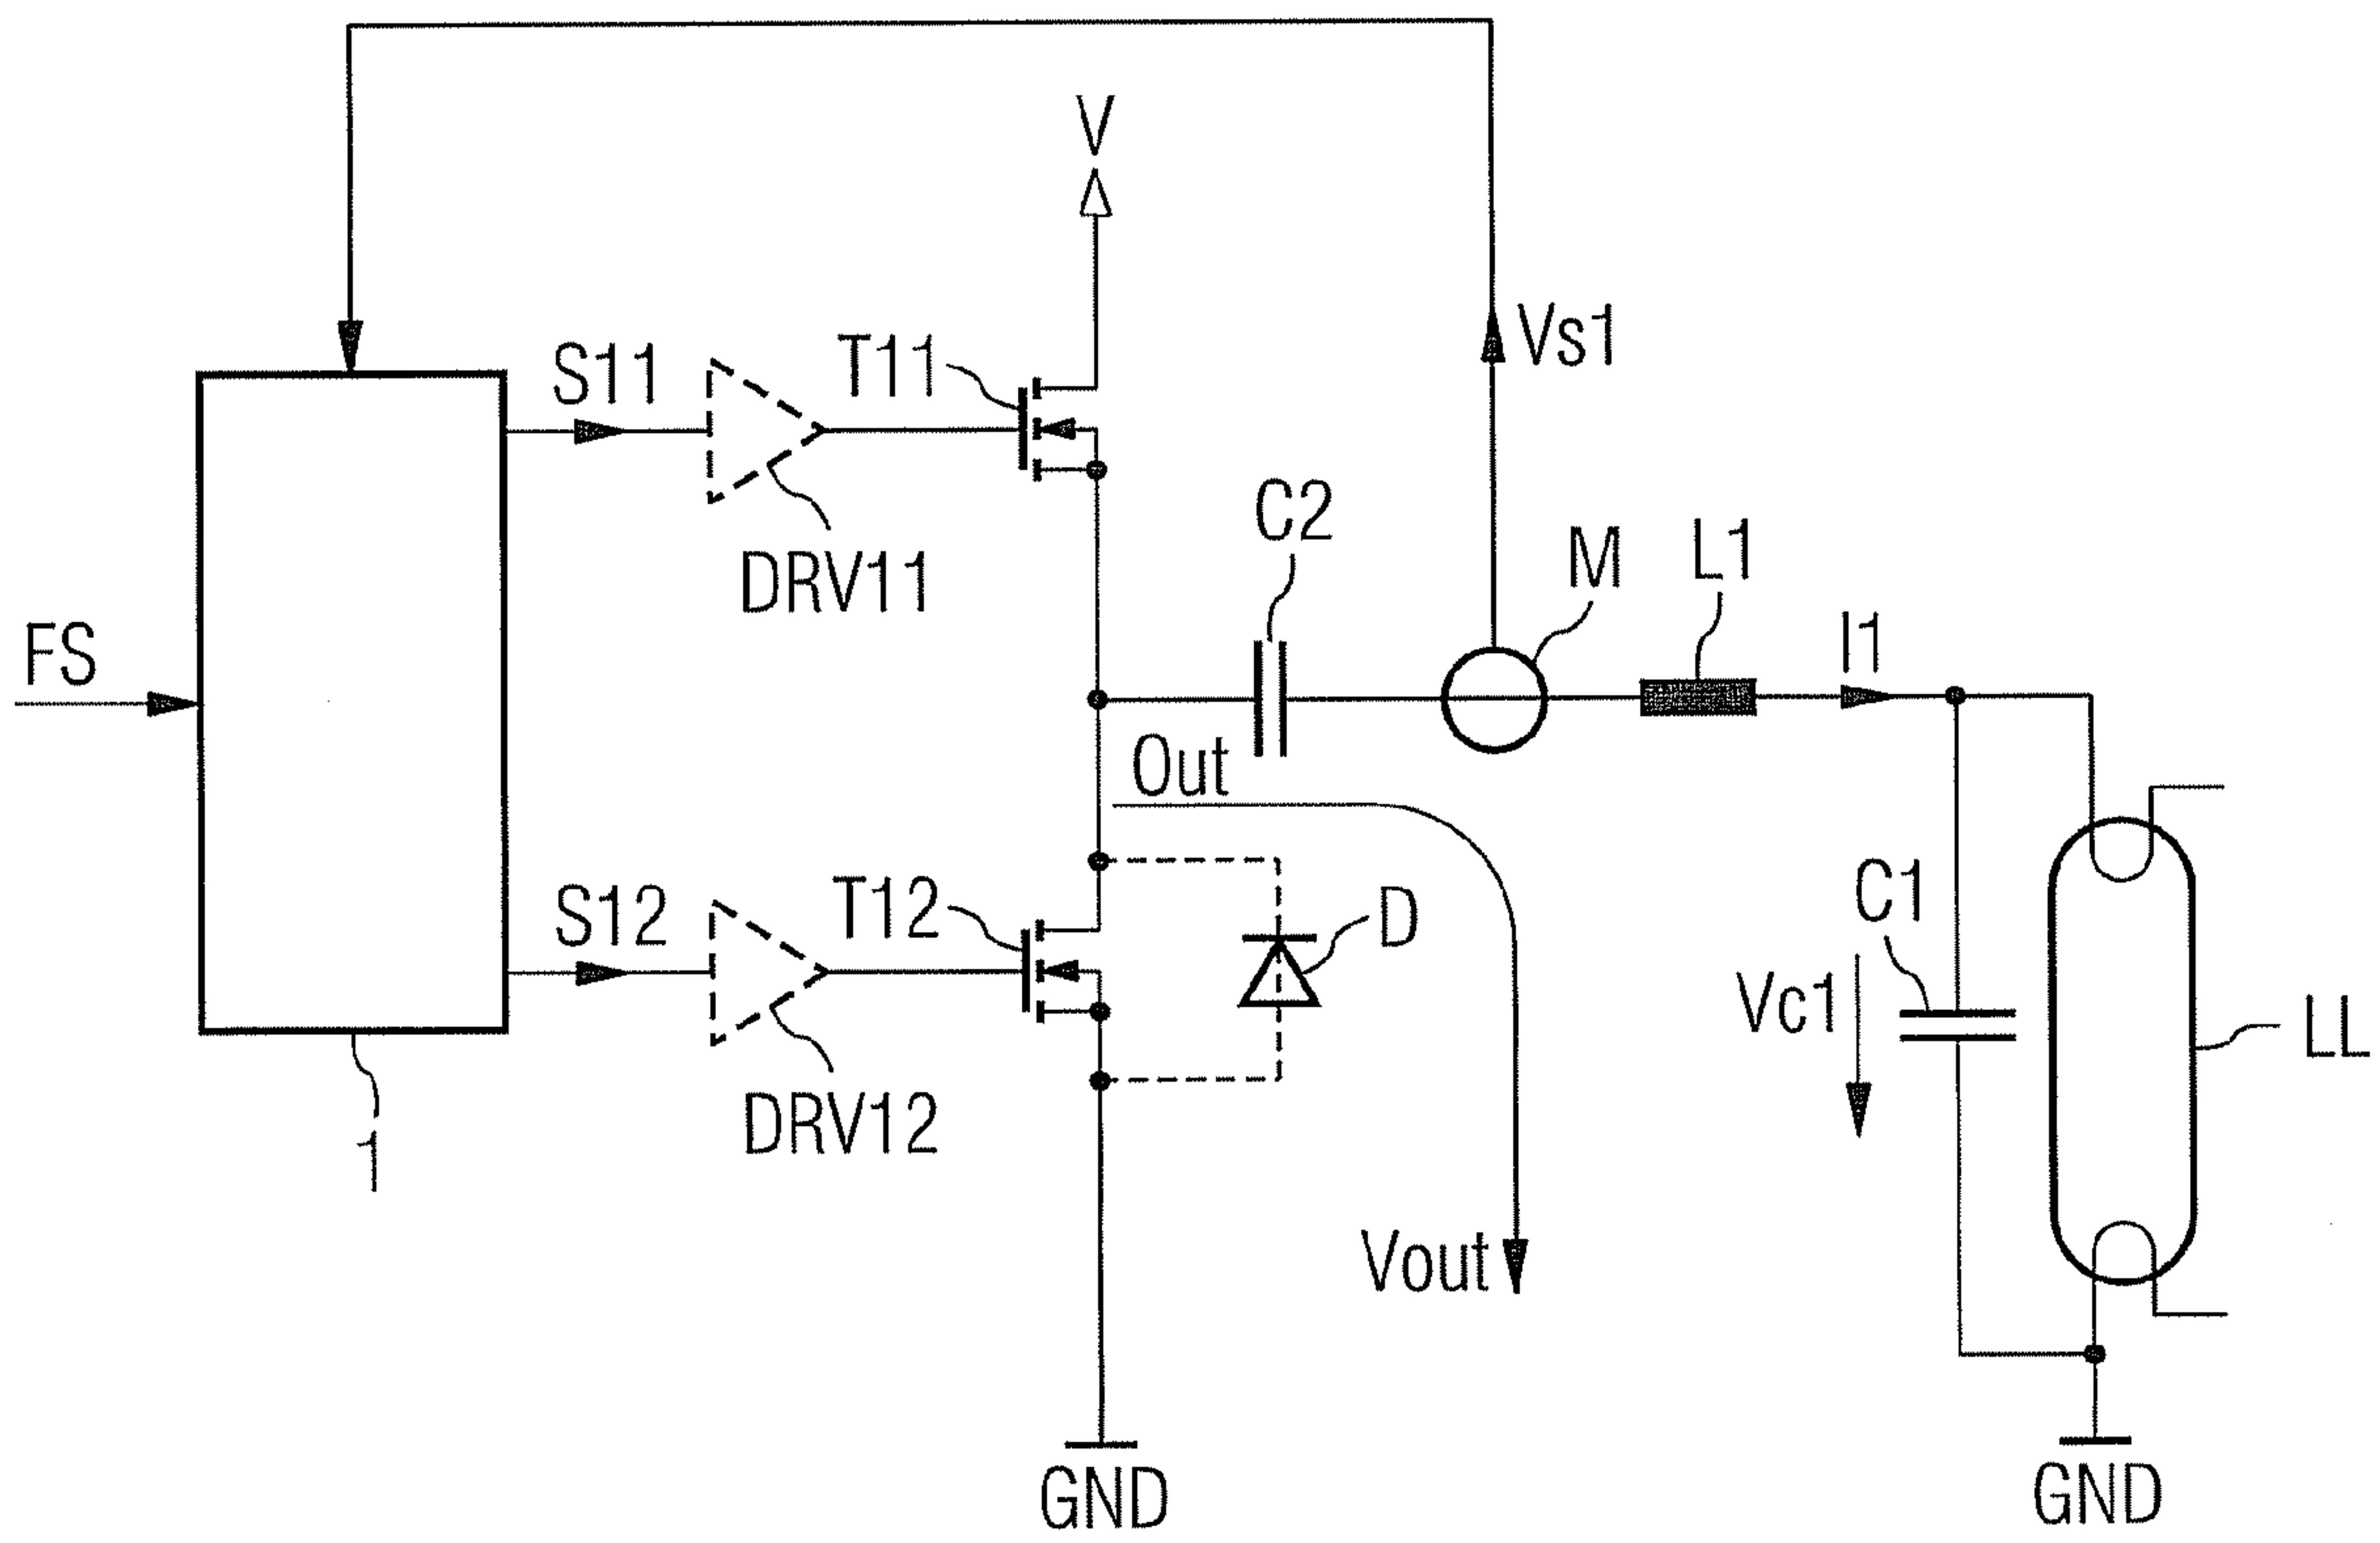 V
Vs1
S11
T11
DRV11
C2
M
L1
I1
FS
Out
S12
T12
D
C1
Vc1
LL
DRV12
1
Vout
GND
GND